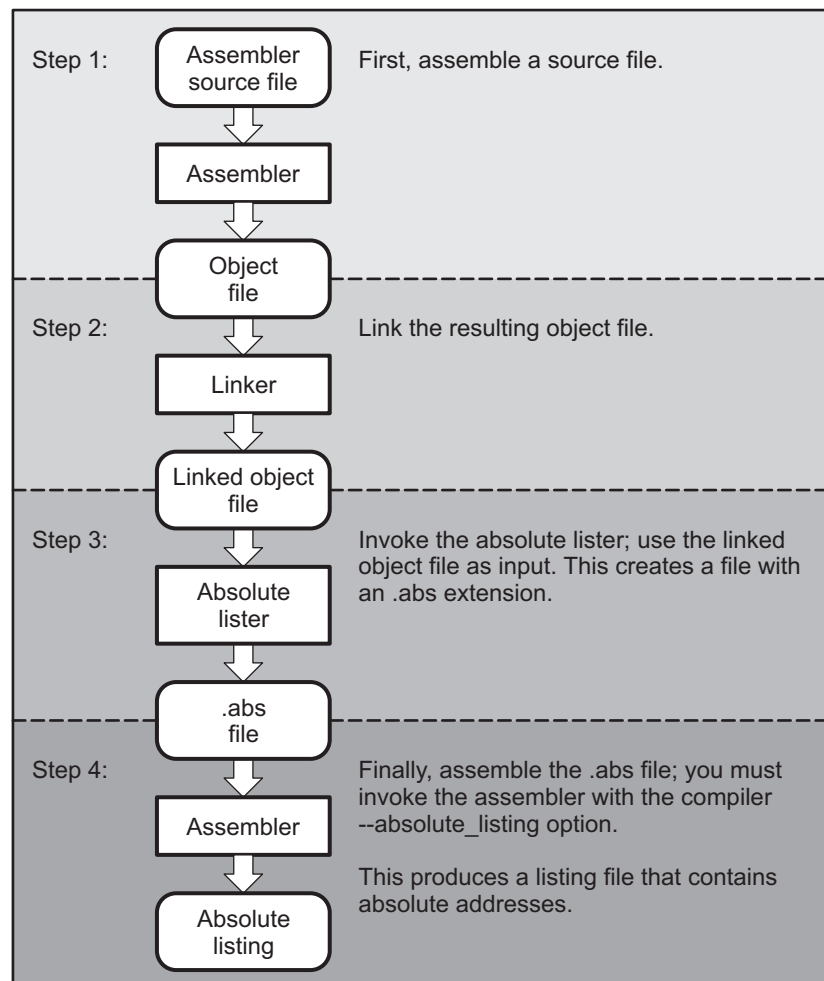 Step 1:
Assembler
source file
First, assemble a source file.
Assembler
Object
file
Step 2:
Link the resulting object file.
Linker
Linked object
file
Step 3:
Invoke the absolute lister; use the linked
object file as input. This creates a file with
an .abs extension.
Absolute
lister
.abs
file
Step 4:
Finally, assemble the .abs file; you must
invoke the assembler with the compiler
--absolute_listing option.
Assembler
This produces a listing file that contains
absolute addresses.
Absolute
listing